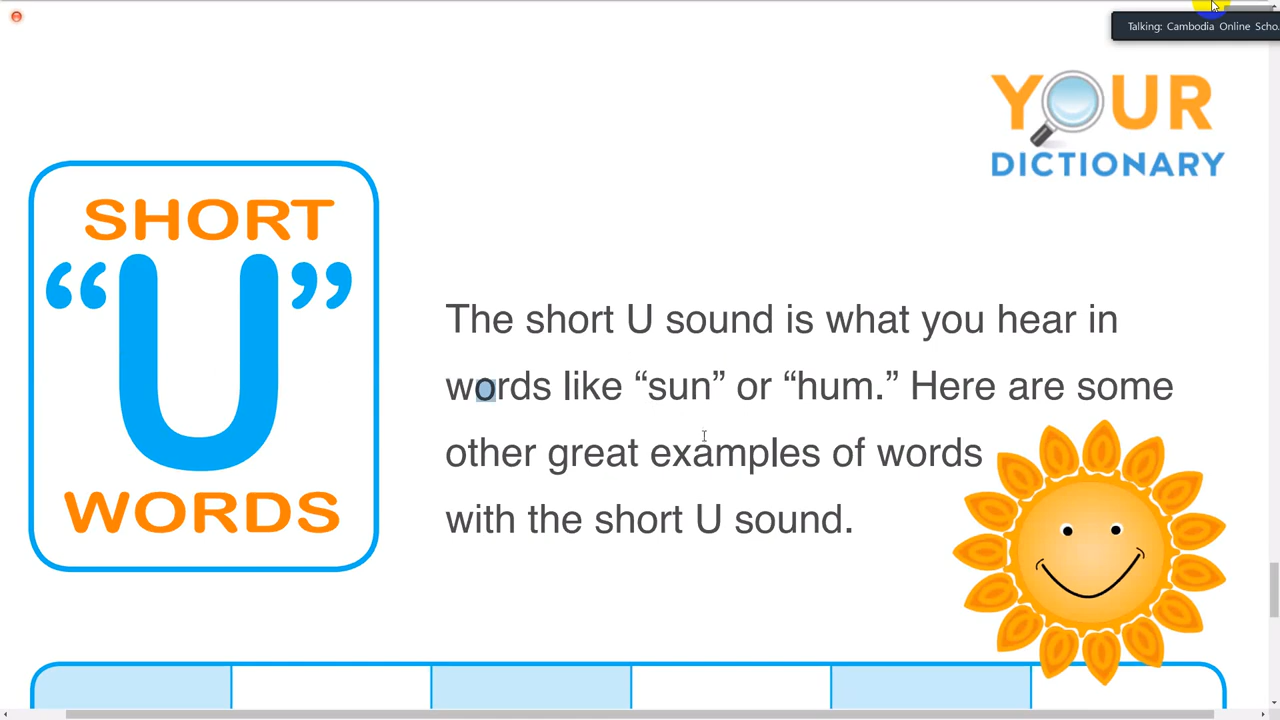 Talking: Cambodia Online Scho...
YOUR
DICTIONARY
SHORT
“U”
WORDS
The short U sound is what you hear in
words like “sun” or “hum.” Here are some
other great examples of words
with the short U sound.